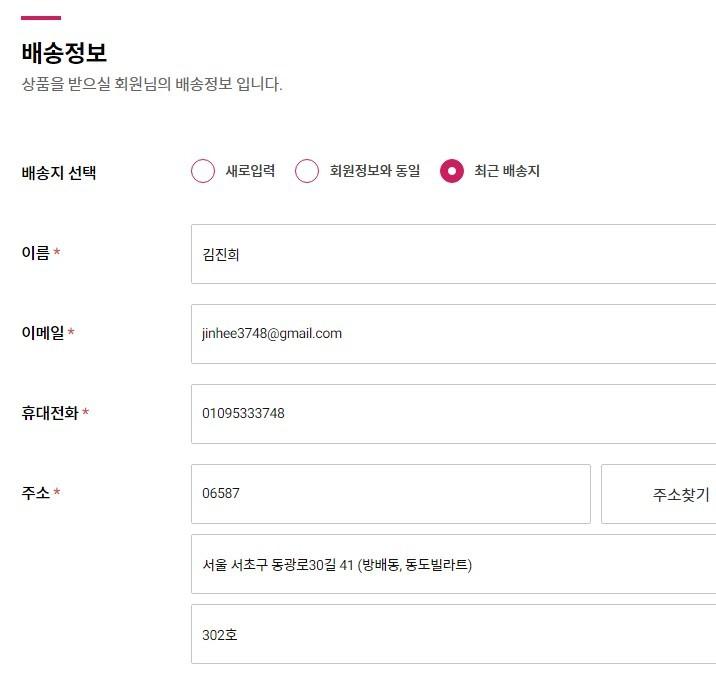 배송정보
상품을 받으실 회원님의 배송정보 입니다.
배송지 선택 새로입력 회원정보와 동일 최근 배송지
이름 * 김진희
이메일 * jinhee3748@gmail.com
휴대전화 * 01095333748
주소 * 06587 주소찾기
서울 서초구 동광로30길 41 (방배동, 동도빌라트)
302호